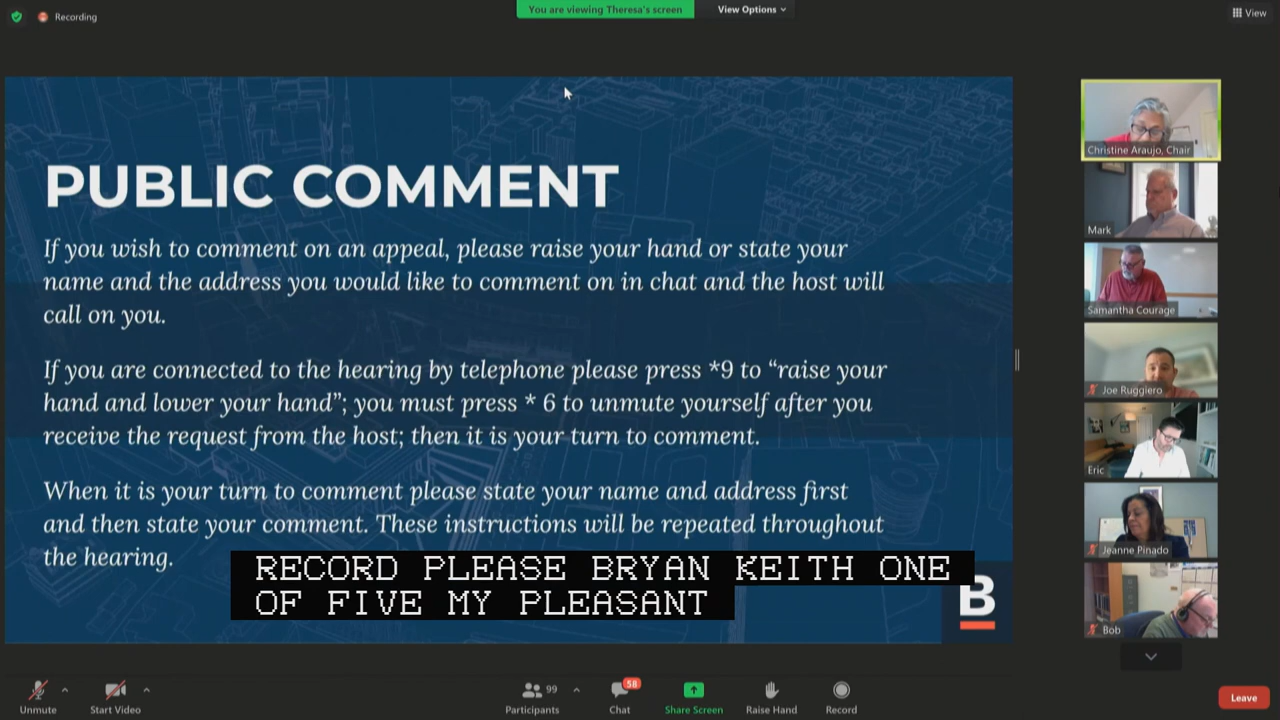 Recording
You are viewing Theresa's screen
View Options
View
PUBLIC COMMENT
If you wish to comment on an appeal, please raise your hand or state your
name and the address you would like to comment on in chat and the host will
call on you.
If you are connected to the hearing by telephone please press *9 to “raise your
hand and lower your hand”; you must press * 6 to unmute yourself after you
receive the request from the host; then it is your turn to comment.
When it is your turn to comment please state your name and address first
and then state your comment. These instructions will be repeated throughout
the hearing.
RECORD PLEASE BRYAN KEITH ONE
OF FIVE MY PLEASANT
B
Christine Araujo, Chair
Mark
Samantha Courage
Joe Ruggiero
Eric
Jeanne Pinado
Bob
Unmute
Start Video
99
Participants
58
Chat
Share Screen
Raise Hand
Record
Leave